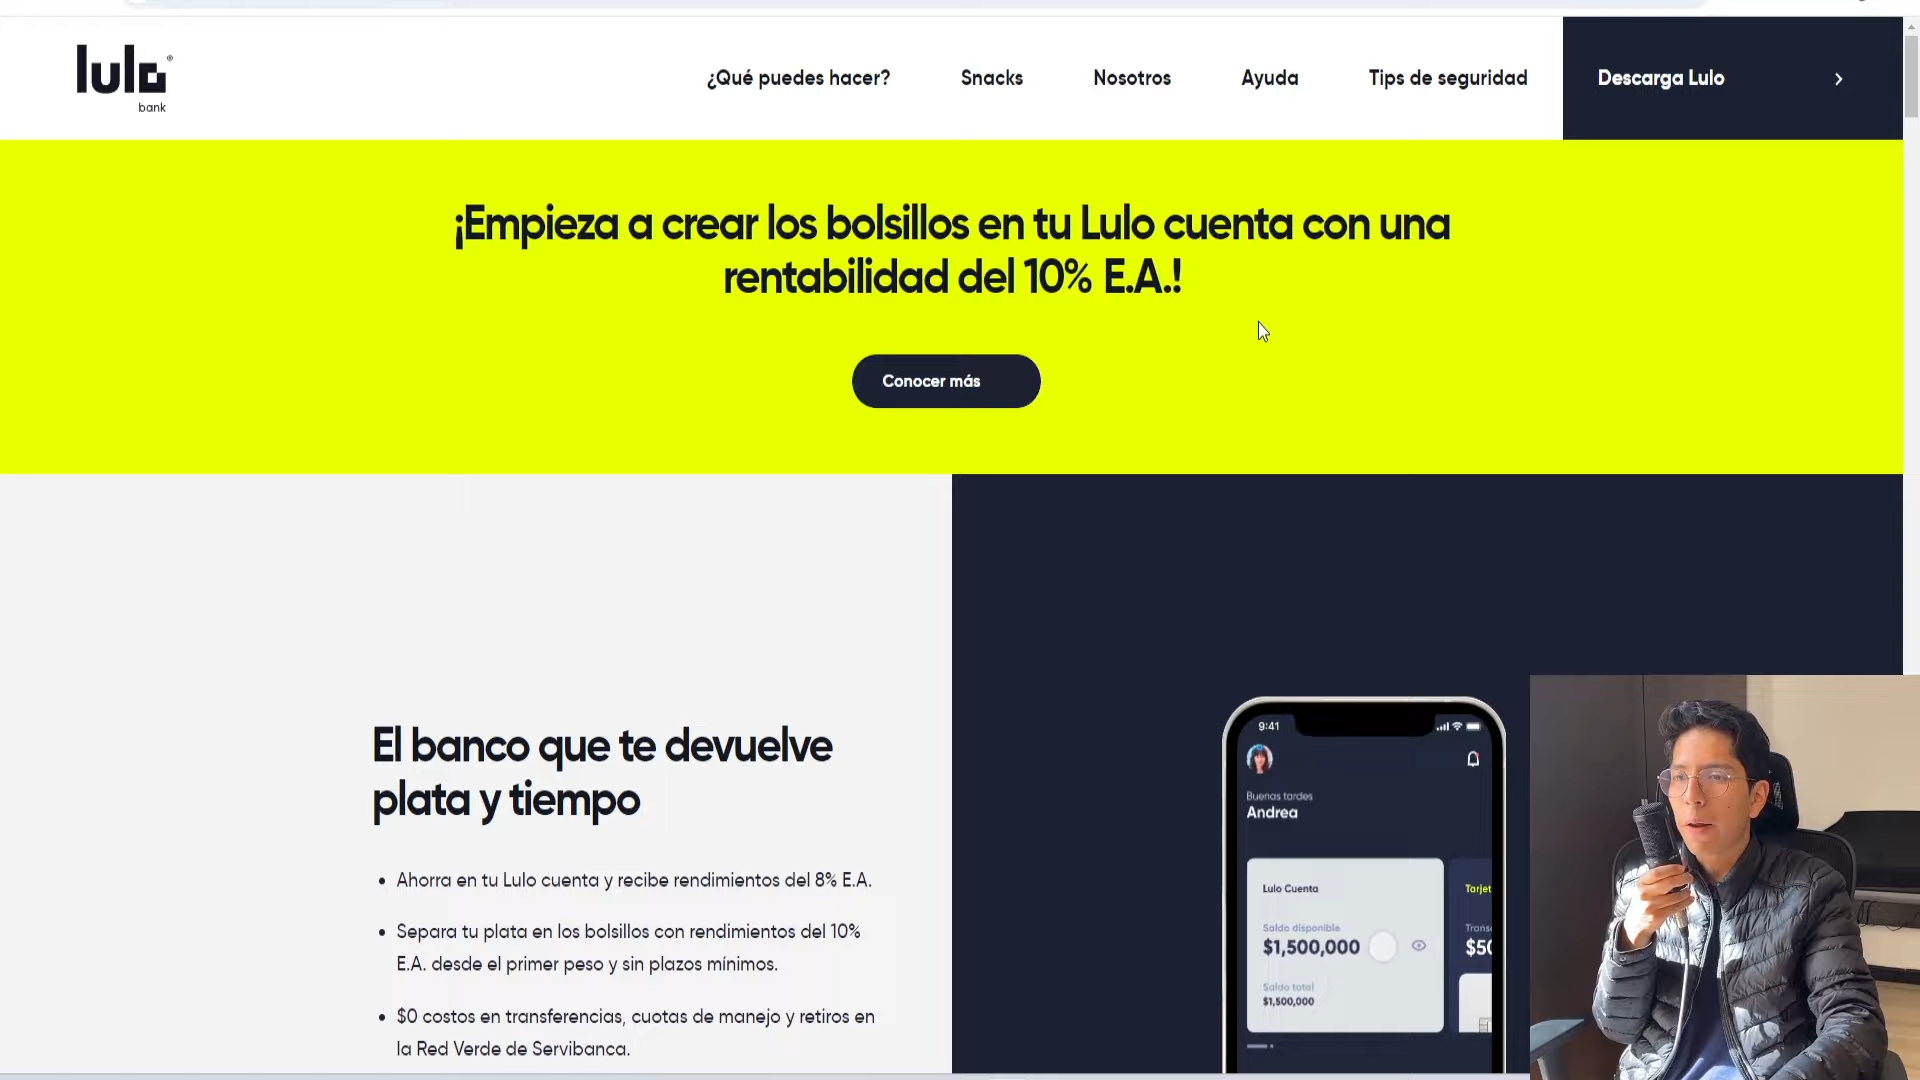 lulo®
bank
¿Qué puedes hacer?
Snacks
Nosotros
Ayuda
Tips de seguridad
Descarga Lulo
¡Empieza a crear los bolsillos en tu Lulo cuenta con una
rentabilidad del 10% E.A.!
Conocer más
El banco que te devuelve
plata y tiempo
• Ahorra en tu Lulo cuenta y recibe rendimientos del 8% E.A.
• Separa tu plata en los bolsillos con rendimientos del 10%
E.A. desde el primer peso y sin plazos mínimos.
• $0 costos en transferencias, cuotas de manejo y retiros en
la Red Verde de Servibanca.
9:41
Buenas tardes
Andrea
Lulo Cuenta
Saldo disponible
$1,500,000
Saldo total
$1,500,000
Tarjet
Trans
$50